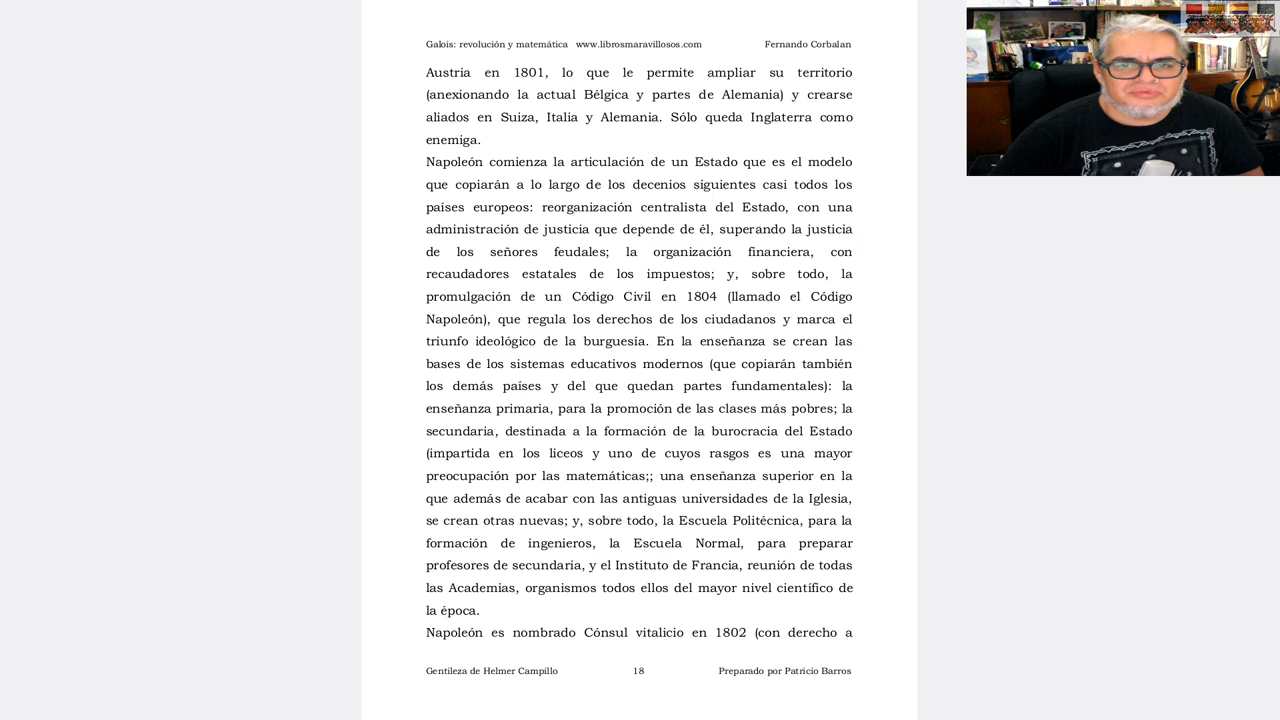 Galois: revolución y matemática www.librosmaravillosos.com Fernando Corbalan
Austria en 1801, lo que le permite ampliar su territorio
(anexionando la actual Bélgica y partes de Alemania) y crearse
aliados en Suiza, Italia y Alemania. Sólo queda Inglaterra como
enemiga.
Napoleón comienza la articulación de un Estado que es el modelo
que copiarán a lo largo de los decenios siguientes casi todos los
países europeos: reorganización centralista del Estado, con una
administración de justicia que depende de él, superando la justicia
de los señores feudales; la organización financiera, con
recaudadores estatales de los impuestos; y, sobre todo, la
promulgación de un Código Civil en 1804 (llamado el Código
Napoleón), que regula los derechos de los ciudadanos y marca el
triunfo ideológico de la burguesía. En la enseñanza se crean las
bases de los sistemas educativos modernos (que copiarán también
los demás países y del que quedan partes fundamentales): la
enseñanza primaria, para la promoción de las clases más pobres; la
secundaria, destinada a la formación de la burocracia del Estado
(impartida en los liceos y uno de cuyos rasgos es una mayor
preocupación por las matemáticas;; una enseñanza superior en la
que además de acabar con las antiguas universidades de la Iglesia,
se crean otras nuevas; y, sobre todo, la Escuela Politécnica, para la
formación de ingenieros, la Escuela Normal, para preparar
profesores de secundaria, y el Instituto de Francia, reunión de todas
las Academias, organismos todos ellos del mayor nivel científico de
la época.
Napoleón es nombrado Cónsul vitalicio en 1802 (con derecho a
Gentileza de Helmer Campillo 18 Preparado por Patricio Barros